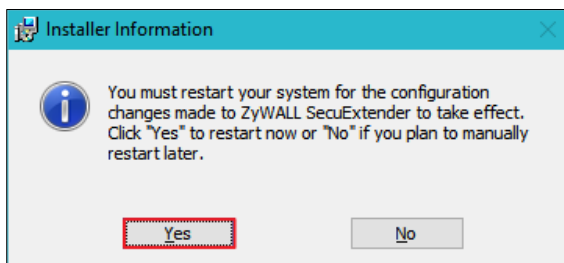 Installer Information
You must restart your system for the configuration
changes made to ZyWALL SecuExtender to take effect.
Click "Yes" to restart now or "No" if you plan to manually
restart later.
Yes
No